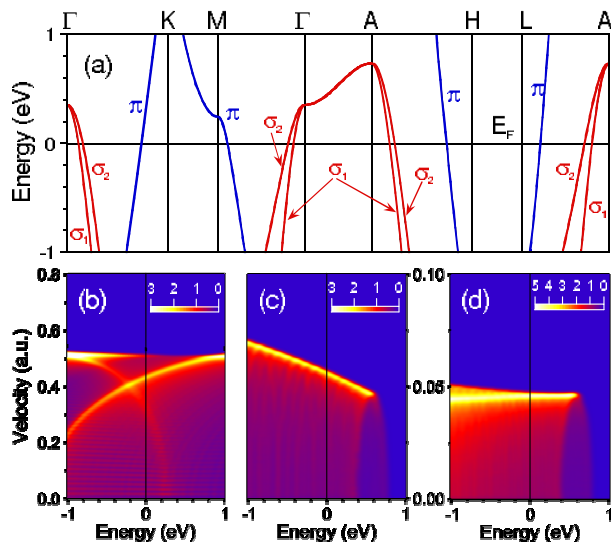 Γ K M Γ A H L A
(a)
Energy (eV)
1
0
-1
π π π π
E_F
σ₂ σ₁ σ₂ σ₁ σ₂ σ₂ σ₁
(b) 3 2 1 0
(c) 3 2 1 0
(d) 5 4 3 2 1 0
Velocity (a.u.)
0.8
0.6
0.4
0.2
0.0
0.10
0.05
0.00
-1 0 1 -1 0 1 -1 0 1
Energy (eV) Energy (eV) Energy (eV)